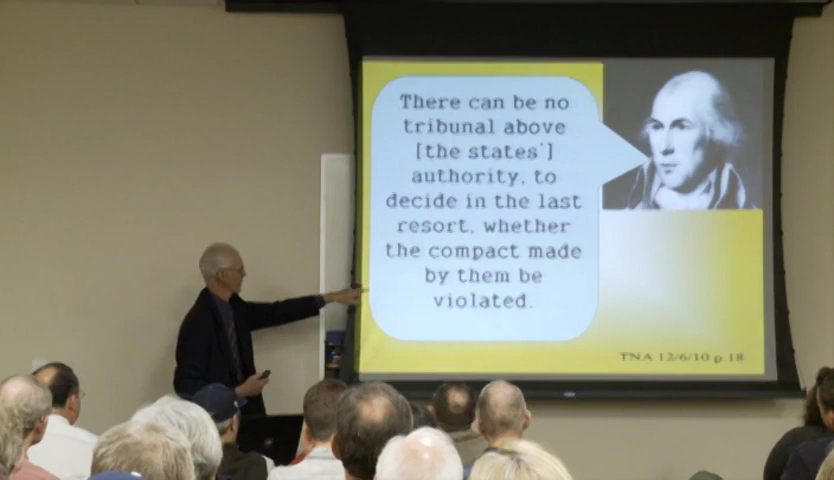 There can be no
tribunal above
[the states']
authority, to
decide in the last
resort, whether
the compact made
by them be
violated.
TNA 12/6/10 p.18